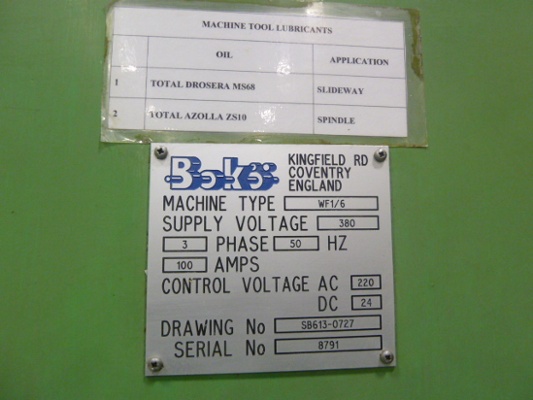 MACHINE TOOL LUBRICANTS
OIL APPLICATION
1 TOTAL DROSERA MS68 SLIDEWAY
2 TOTAL AZOLLA ZS10 SPINDLE
Bokö KINGFIELD RD
COVENTRY
ENGLAND
MACHINE TYPE WF1/6
SUPPLY VOLTAGE 380
3 PHASE 50 HZ
100 AMPS
CONTROL VOLTAGE AC 220
DC 24
DRAWING No SB613-0727
SERIAL No 8791